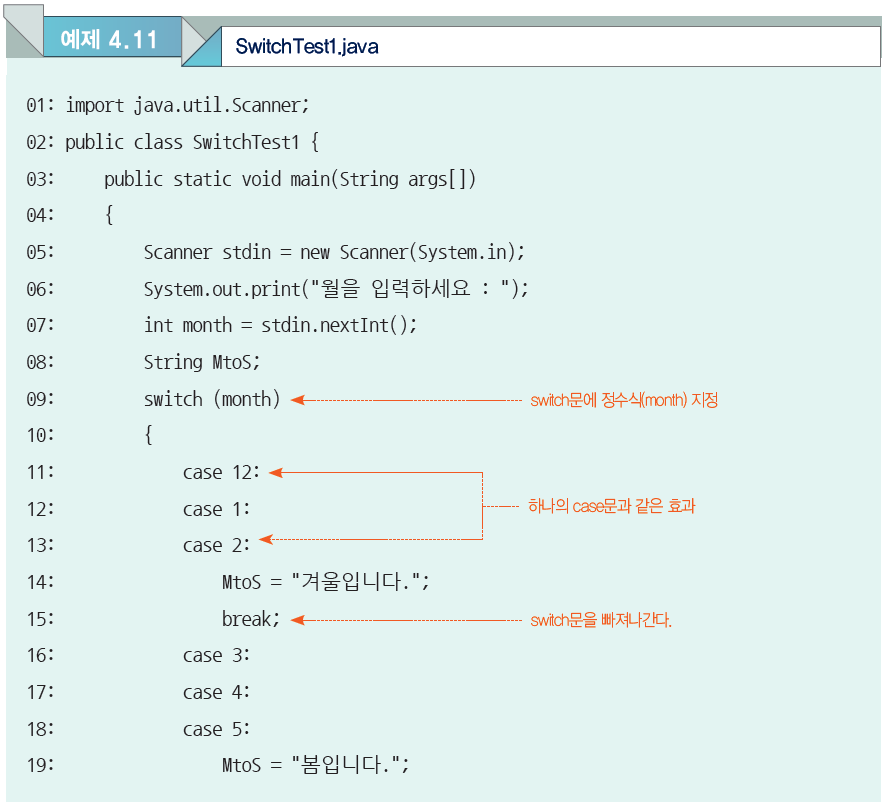 예제 4.11
SwitchTest1.java
01: import java.util.Scanner;
02: public class SwitchTest1 {
03: public static void main(String args[])
04: {
05: Scanner stdin = new Scanner(System.in);
06: System.out.print("월을 입력하세요 : ");
07: int month = stdin.nextInt();
08: String MtoS;
09: switch (month) switch문에 정수식(month) 지정
10: {
11: case 12:
12: case 1: 하나의 case문과 같은 효과
13: case 2:
14: MtoS = "겨울입니다.";
15: break; switch문을 빠져나간다.
16: case 3:
17: case 4:
18: case 5:
19: MtoS = "봄입니다.";